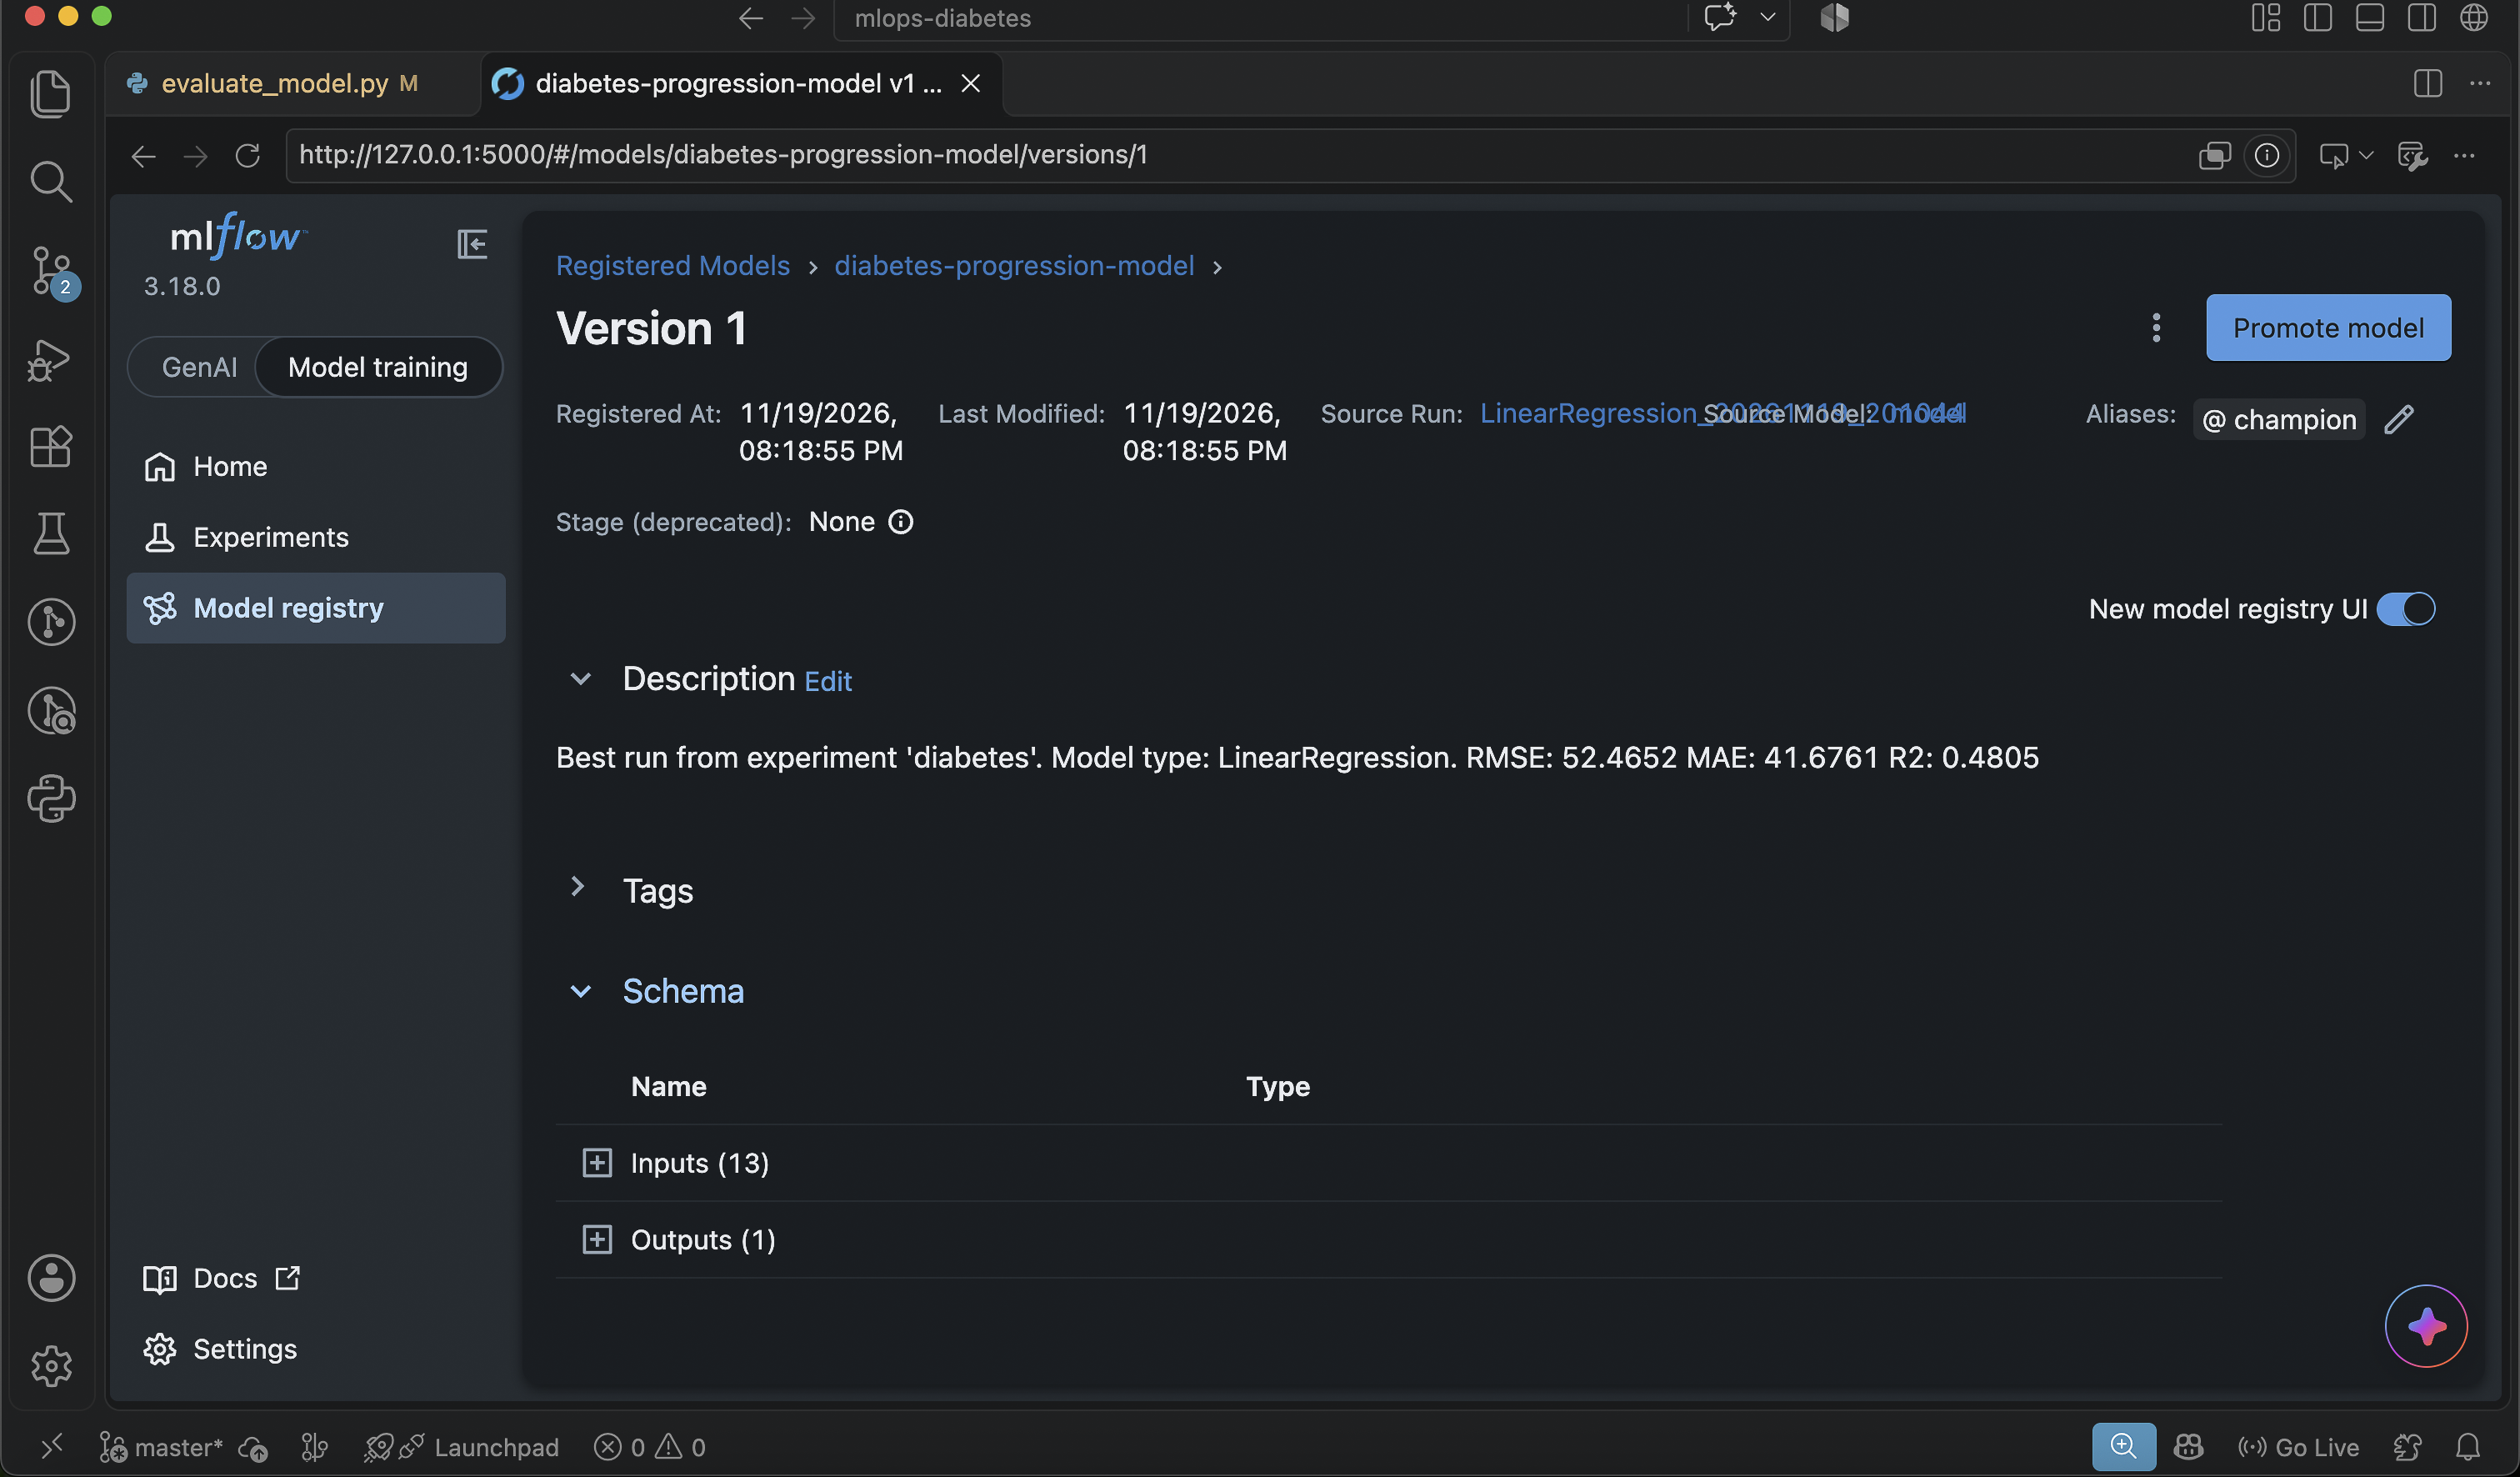 mlops-diabetes
evaluate_model.py M
diabetes-progression-model v1 ...
http://127.0.0.1:5000/#/models/diabetes-progression-model/versions/1
mlflow
3.18.0
GenAI
Model training
Home
Experiments
Model registry
Docs
Settings
Registered Models > diabetes-progression-model >
Version 1
Promote model
Registered At: 11/19/2026, 08:18:55 PM
Last Modified: 11/19/2026, 08:18:55 PM
Source Run: LinearRegression_
Source Model: model
Aliases: @ champion
Stage (deprecated): None
New model registry UI
Description Edit
Best run from experiment 'diabetes'. Model type: LinearRegression. RMSE: 52.4652 MAE: 41.6761 R2: 0.4805
Tags
Schema
Name Type
Inputs (13)
Outputs (1)
2
master* Launchpad 0 0 Go Live